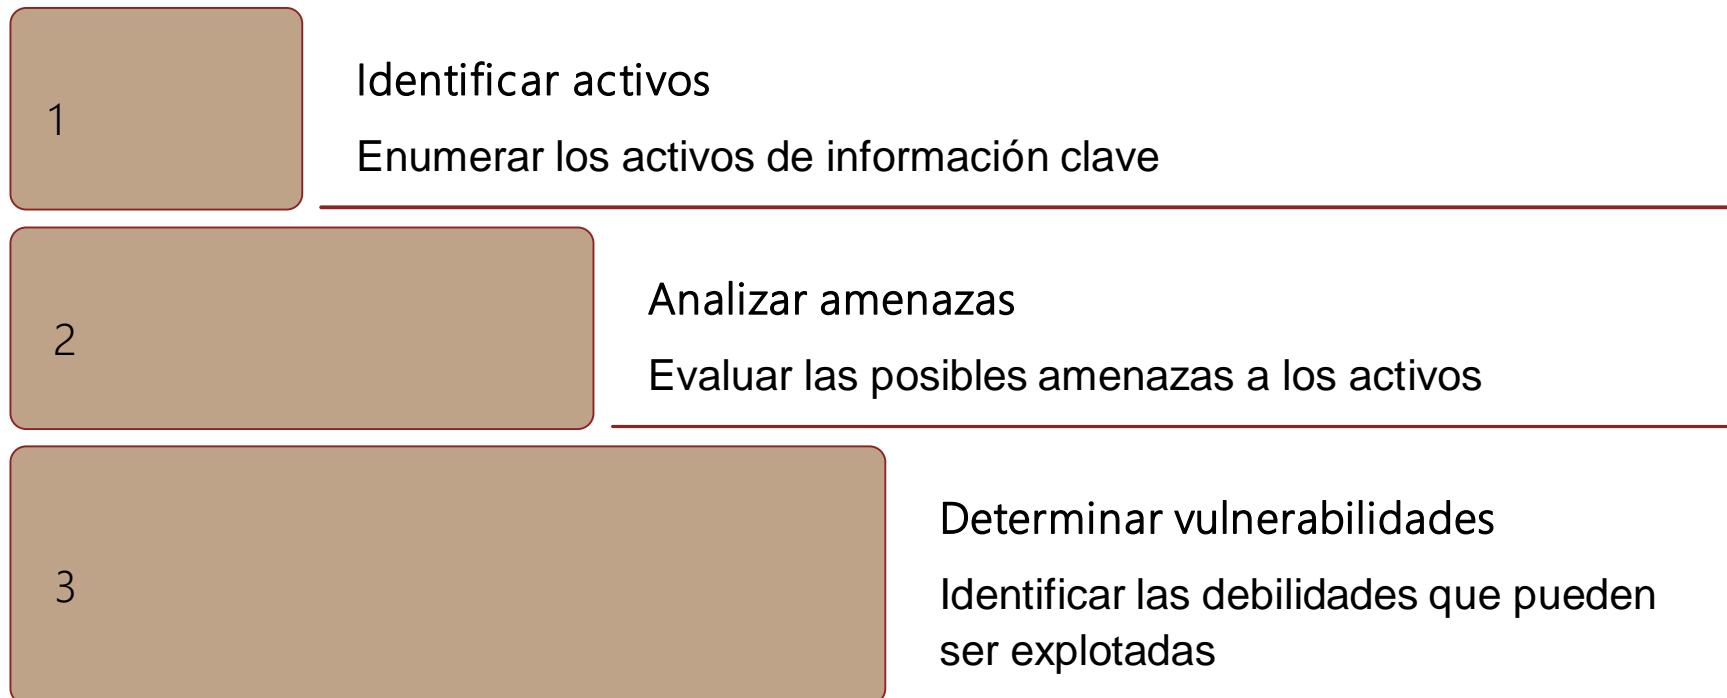 1
Identificar activos
Enumerar los activos de información clave
2
Analizar amenazas
Evaluar las posibles amenazas a los activos
3
Determinar vulnerabilidades
Identificar las debilidades que pueden
ser explotadas